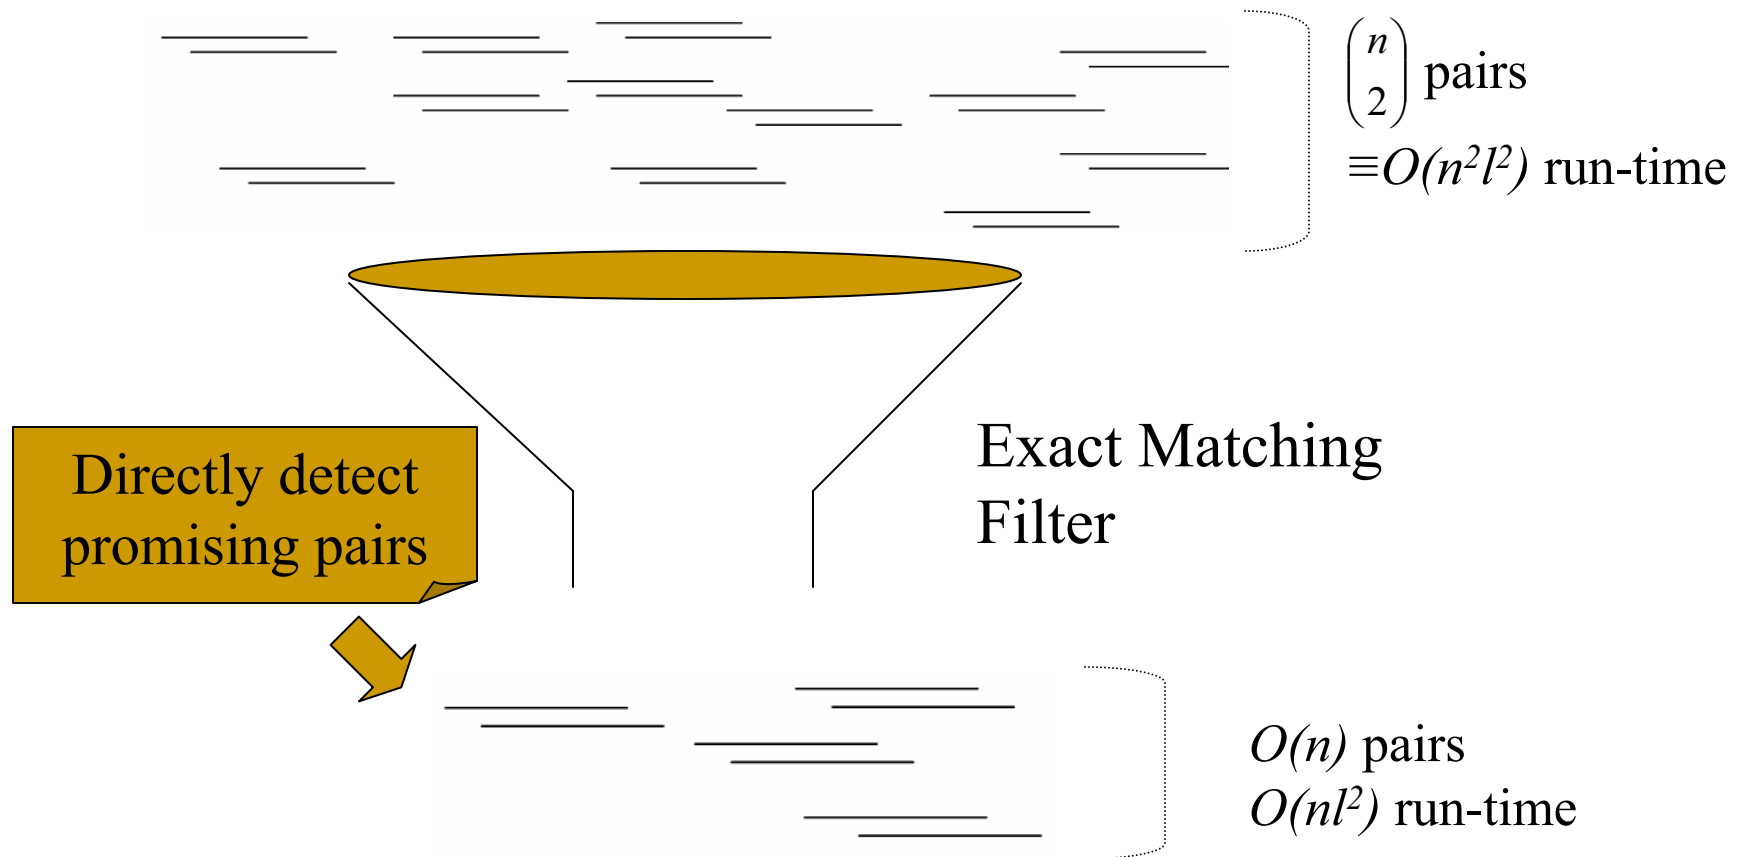 (n 2) pairs
≡O(n²l²) run-time
Exact Matching
Filter
Directly detect
promising pairs
O(n) pairs
O(nl²) run-time